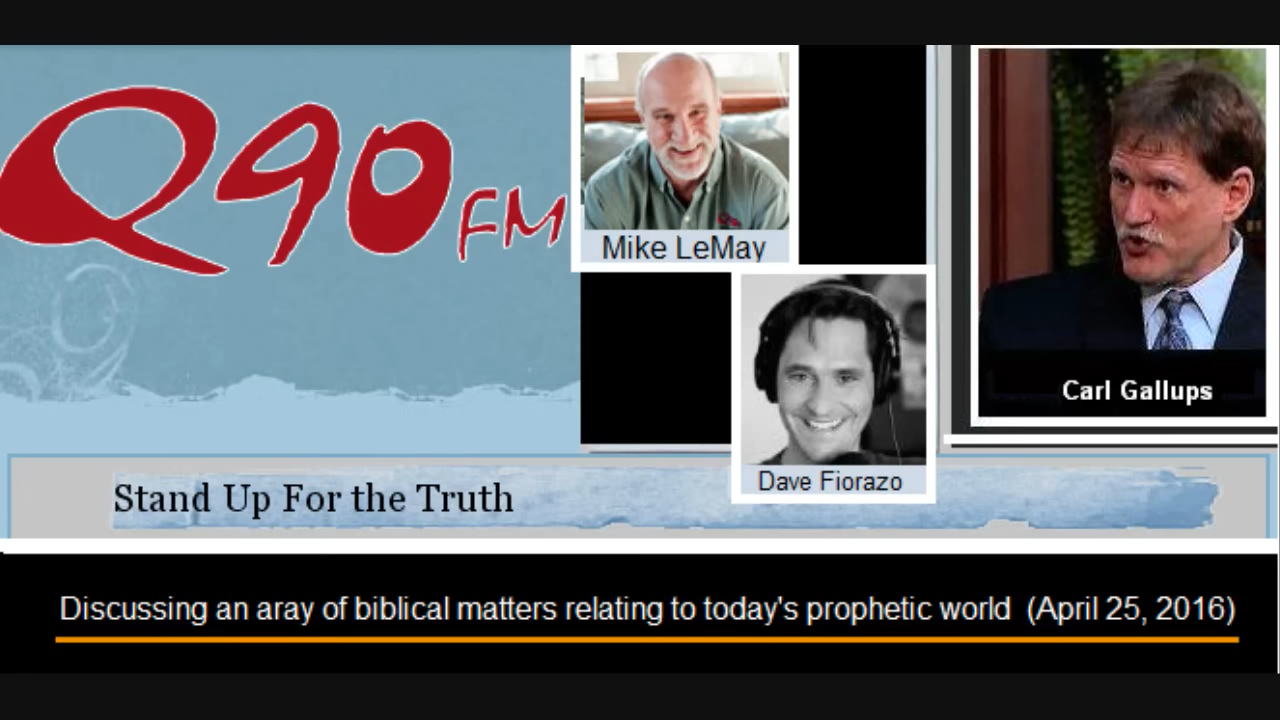 Q90 FM
Mike LeMay
Carl Gallups
Dave Fiorazo
Stand Up For the Truth
Discussing an aray of biblical matters relating to today's prophetic world (April 25, 2016)